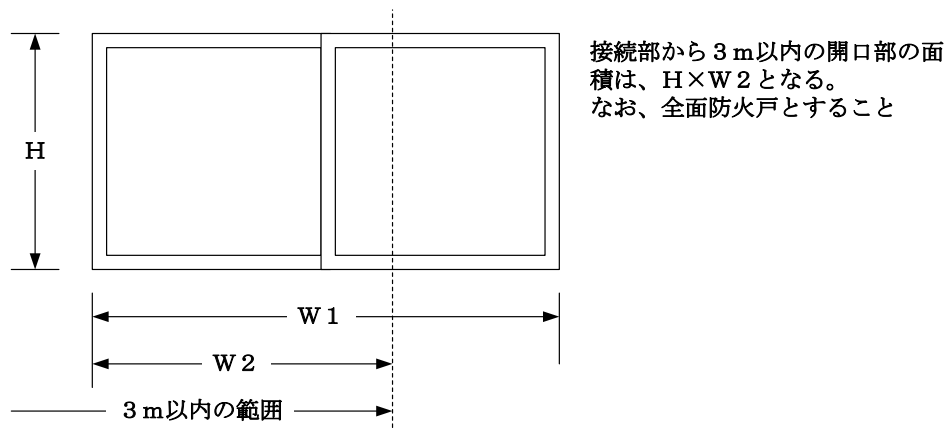 接続部から３ｍ以内の開口部の面
積は、Ｈ×Ｗ２となる。
なお、全面防火戸とすること
Ｈ
Ｗ１
Ｗ２
３ｍ以内の範囲